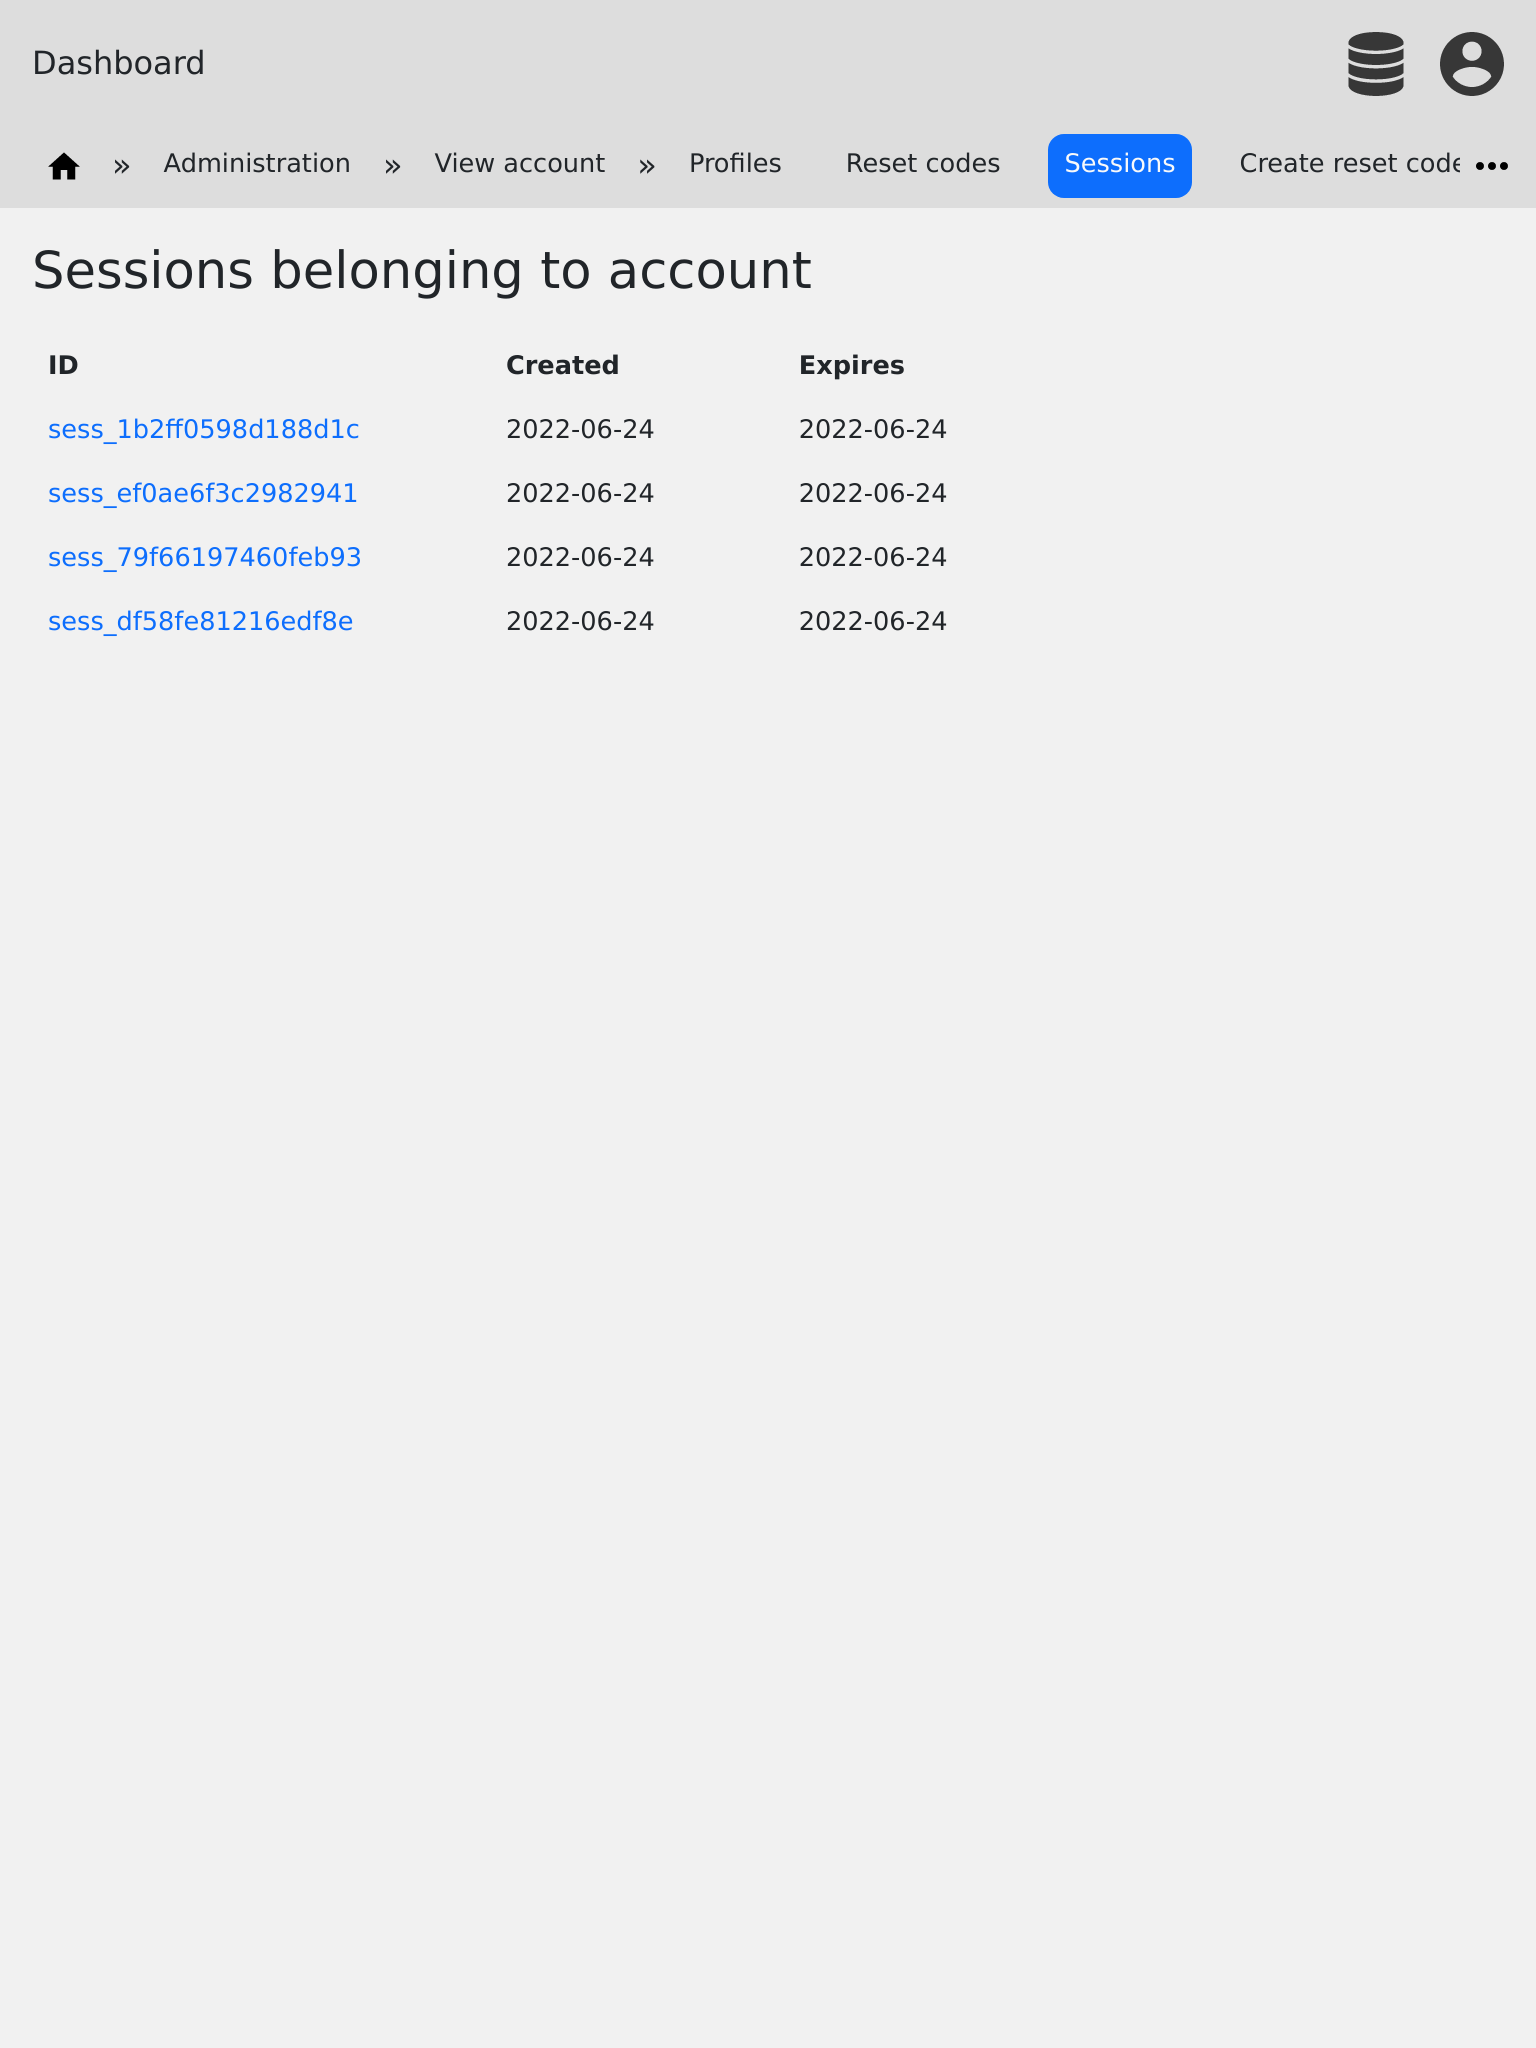 Dashboard
» Administration » View account » Profiles Reset codes Sessions Create reset code
Sessions belonging to account
ID Created Expires
sess_1b2ff0598d188d1c 2022-06-24 2022-06-24
sess_ef0ae6f3c2982941 2022-06-24 2022-06-24
sess_79f66197460feb93 2022-06-24 2022-06-24
sess_df58fe81216edf8e 2022-06-24 2022-06-24